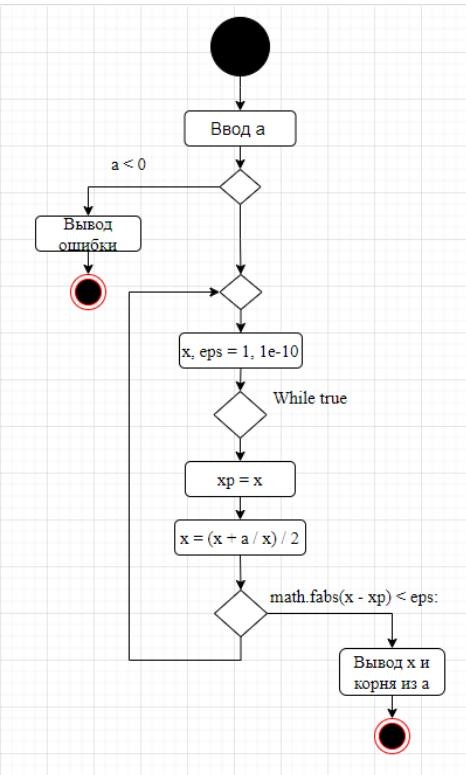 Ввод а
a < 0
Вывод
ошибки
x, eps = 1, 1e-10
While true
xp = x
x = (x + a / x) / 2
math.fabs(x - xp) < eps:
Вывод x и
корня из a